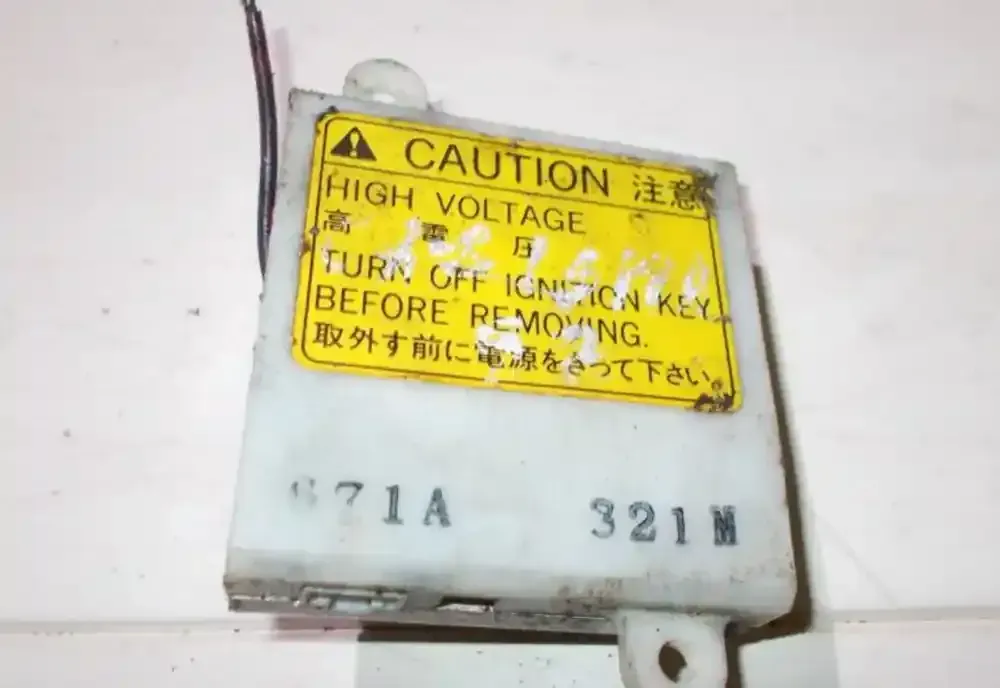 CAUTION 注意
HIGH VOLTAGE
高電圧
TURN OFF IGNITION KEY
BEFORE REMOVING.
取外す前に電源をきって下さい。
671A 321M